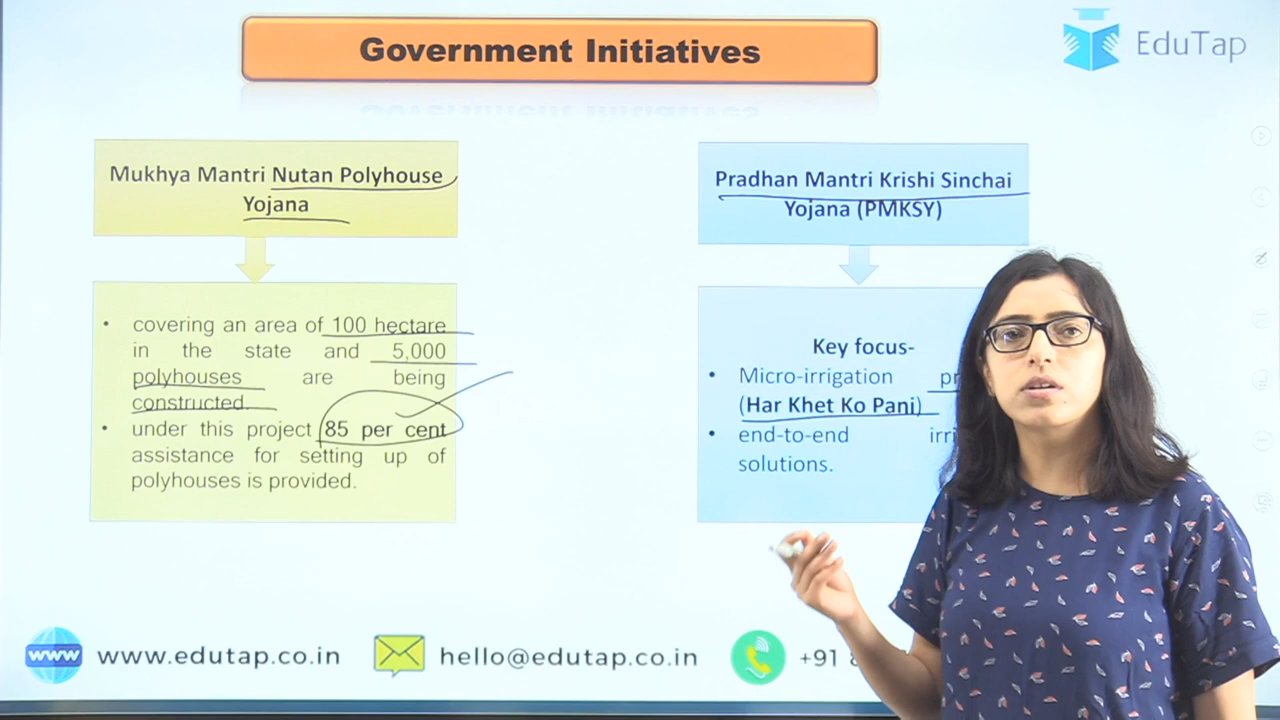 Government Initiatives
EduTap
Mukhya Mantri Nutan Polyhouse
Yojana
• covering an area of 100 hectare
in the state and 5,000
polyhouses are being
constructed.
• under this project 85 per cent
assistance for setting up of
polyhouses is provided.
Pradhan Mantri Krishi Sinchai
Yojana (PMKSY)
Key focus-
• Micro-irrigation
(Har Khet Ko Pani)
• end-to-end
solutions.
www
www.edutap.co.in
hello@edutap.co.in
+91